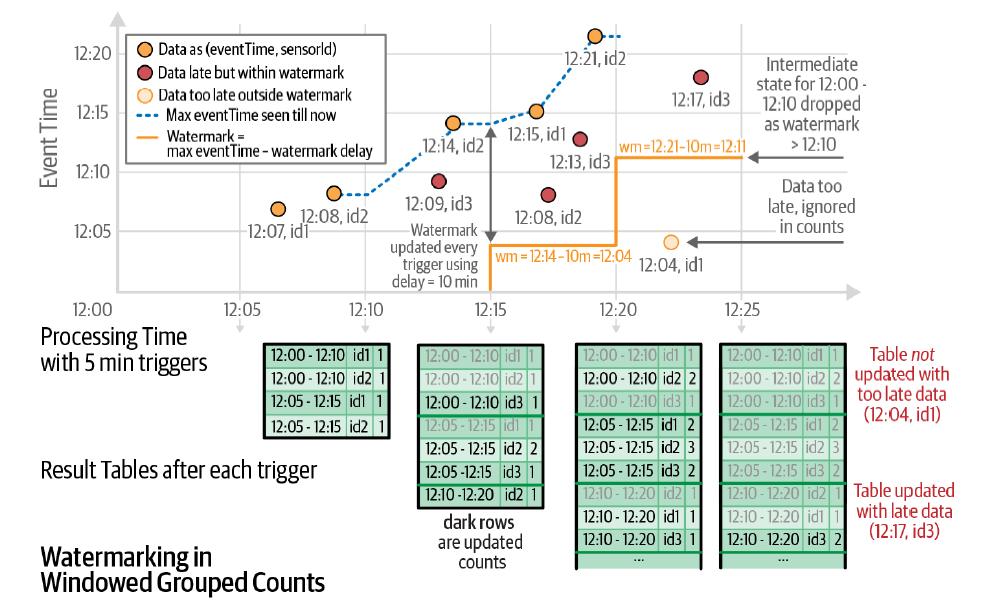 12:20
12:15
12:10
12:05
12:00
Event Time
Data as (eventTime, sensorId)
Data late but within watermark
Data too late outside watermark
Max eventTime seen till now
Watermark =
max eventTime – watermark delay
12:07, id1
12:08, id2
12:14, id2
12:09, id3
12:15, id1
12:21, id2
12:13, id3
12:08, id2
12:17, id3
12:04, id1
Watermark
updated every
trigger using
delay = 10 min
wm = 12:14–10m=12:04
wm=12:21–10m=12:11
Intermediate
state for 12:00 -
12:10 dropped
as watermark
> 12:10
Data too
late, ignored
in counts
12:05
12:10
12:15
12:20
12:25
Processing Time
with 5 min triggers
12:00 - 12:10 id1 1
12:00 - 12:10 id2 1
12:05 - 12:15 id1 1
12:05 - 12:15 id2 1
12:00 - 12:10 id1 1
12:00 - 12:10 id2 1
12:00 - 12:10 id3 1
12:05 - 12:15 id1 1
12:05 - 12:15 id2 2
12:05 -12:15 id3 1
12:10 -12:20 id2 1
dark rows
are updated
counts
12:00 - 12:10 id1 1
12:00 - 12:10 id2 2
12:00 - 12:10 id3 1
12:05 - 12:15 id1 2
12:05 - 12:15 id2 3
12:05 - 12:15 id3 2
12:10 - 12:20 id2 1
12:10 - 12:20 id1 1
12:10 - 12:20 id3 1
...
12:00 - 12:10 id1 1
12:00 - 12:10 id2 2
12:00 - 12:10 id3 1
12:05 - 12:15 id1 2
12:05 - 12:15 id2 3
12:05 - 12:15 id3 2
12:10 - 12:20 id2 1
12:10 - 12:20 id1 1
12:10 - 12:20 id3 2
...
Table not
updated with
too late data
(12:04, id1)
Table updated
with late data
(12:17, id3)
Result Tables after each trigger
Watermarking in
Windowed Grouped Counts